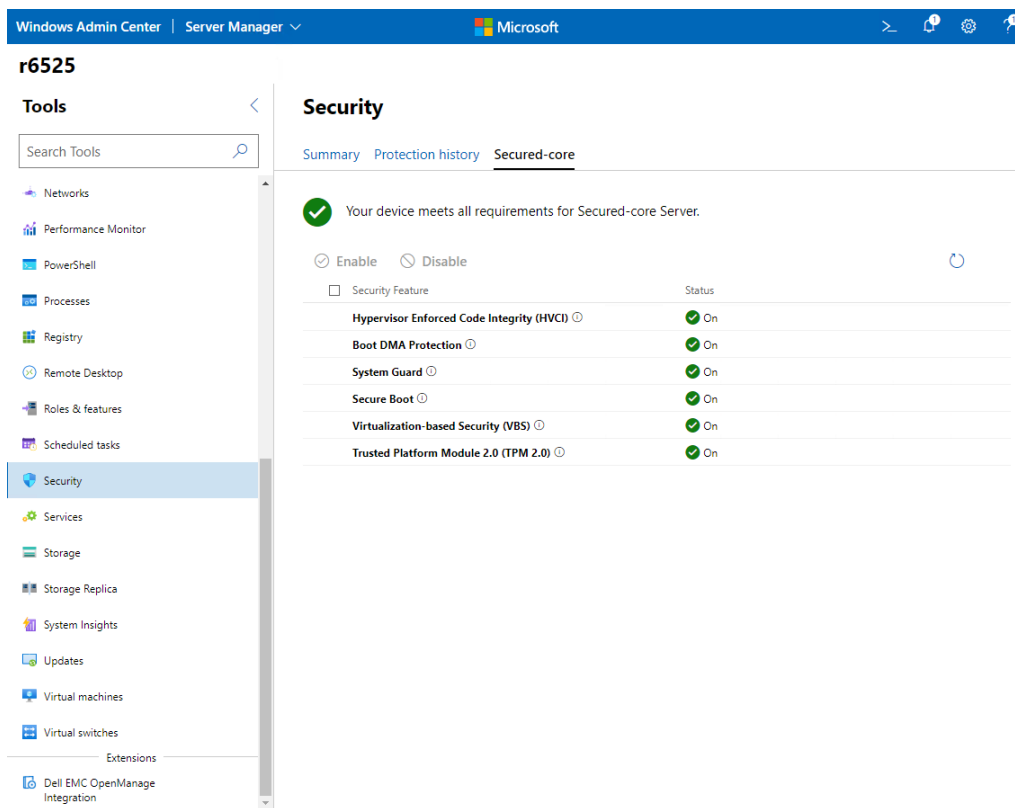 Windows Admin Center | Server Manager
Microsoft
1
1
r6525
Tools
Search Tools
Networks
Performance Monitor
PowerShell
Processes
Registry
Remote Desktop
Roles & features
Scheduled tasks
Security
Services
Storage
Storage Replica
System Insights
Updates
Virtual machines
Virtual switches
Extensions
Dell EMC OpenManage
Integration
Security
Summary Protection history Secured-core
Your device meets all requirements for Secured-core Server.
Enable Disable
Security Feature Status
Hypervisor Enforced Code Integrity (HVCI) On
Boot DMA Protection On
System Guard On
Secure Boot On
Virtualization-based Security (VBS) On
Trusted Platform Module 2.0 (TPM 2.0) On